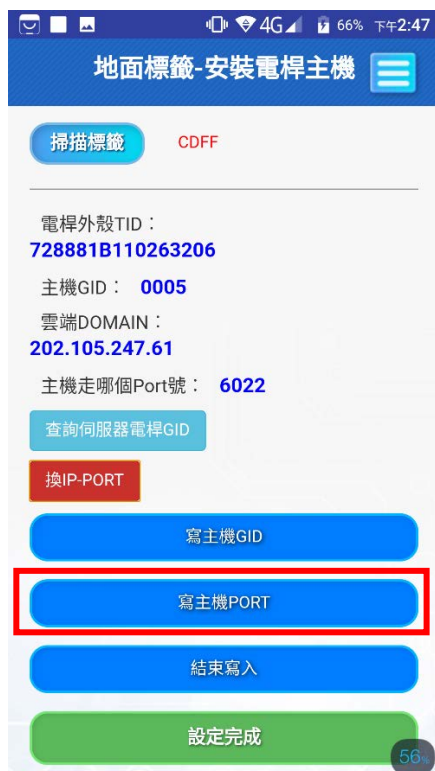 4G 66% 下午2:47
地面標籤-安裝電桿主機
掃描標籤 CDFF
電桿外殼TID：
728881B110263206
主機GID： 0005
雲端DOMAIN：
202.105.247.61
主機走哪個Port號： 6022
查詢伺服器電桿GID
換IP-PORT
寫主機GID
寫主機PORT
結束寫入
設定完成
56%